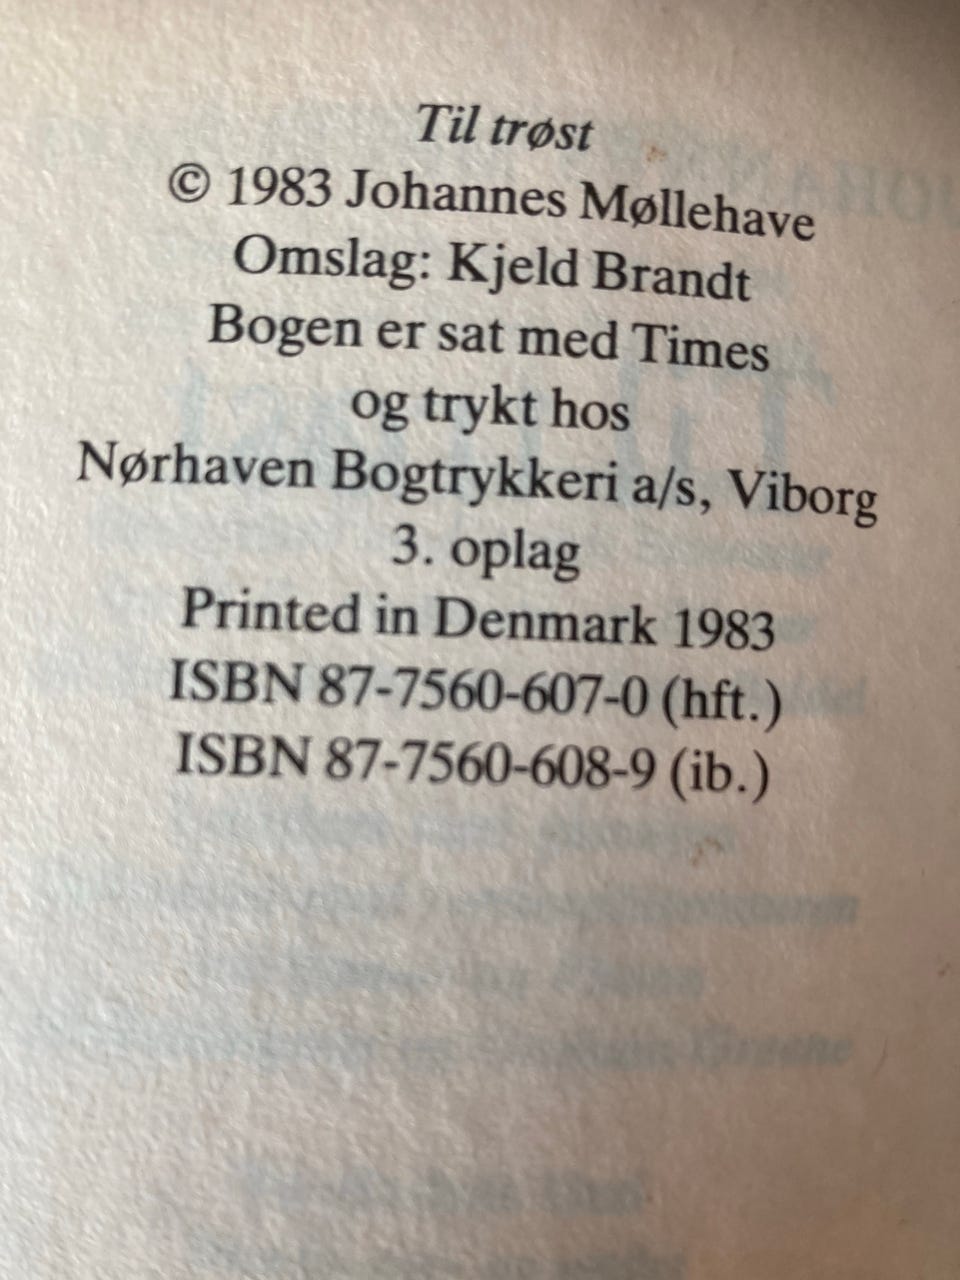 Til trøst
© 1983 Johannes Møllehave
Omslag: Kjeld Brandt
Bogen er sat med Times
og trykt hos
Nørhaven Bogtrykkeri a/s, Viborg
3. oplag
Printed in Denmark 1983
ISBN 87-7560-607-0 (hft.)
ISBN 87-7560-608-9 (ib.)